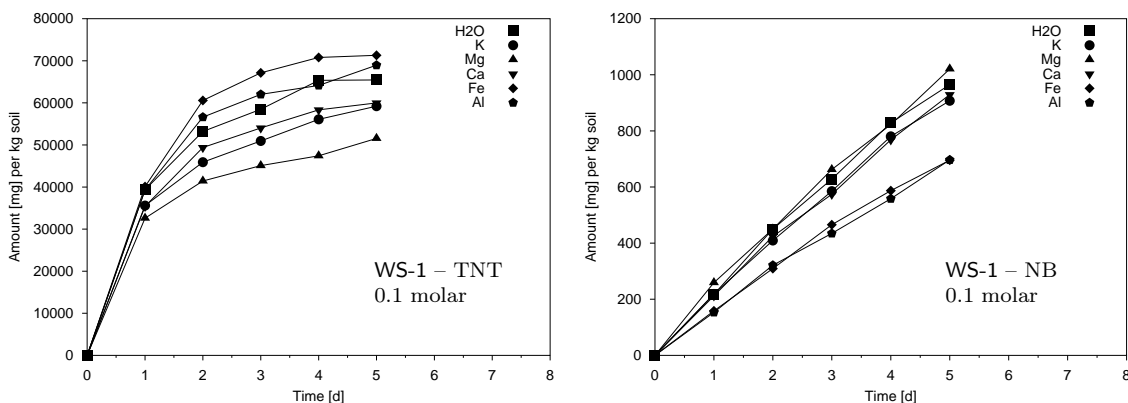 80000
70000
60000
50000
40000
30000
20000
10000
0
Amount [mg] per kg soil
H2O
K
Mg
Ca
Fe
Al
WS-1 – TNT
0.1 molar
0 1 2 3 4 5 6 7 8
Time [d]
1200
1000
800
600
400
200
0
Amount [mg] per kg soil
H2O
K
Mg
Ca
Fe
Al
WS-1 – NB
0.1 molar
0 1 2 3 4 5 6 7 8
Time [d]